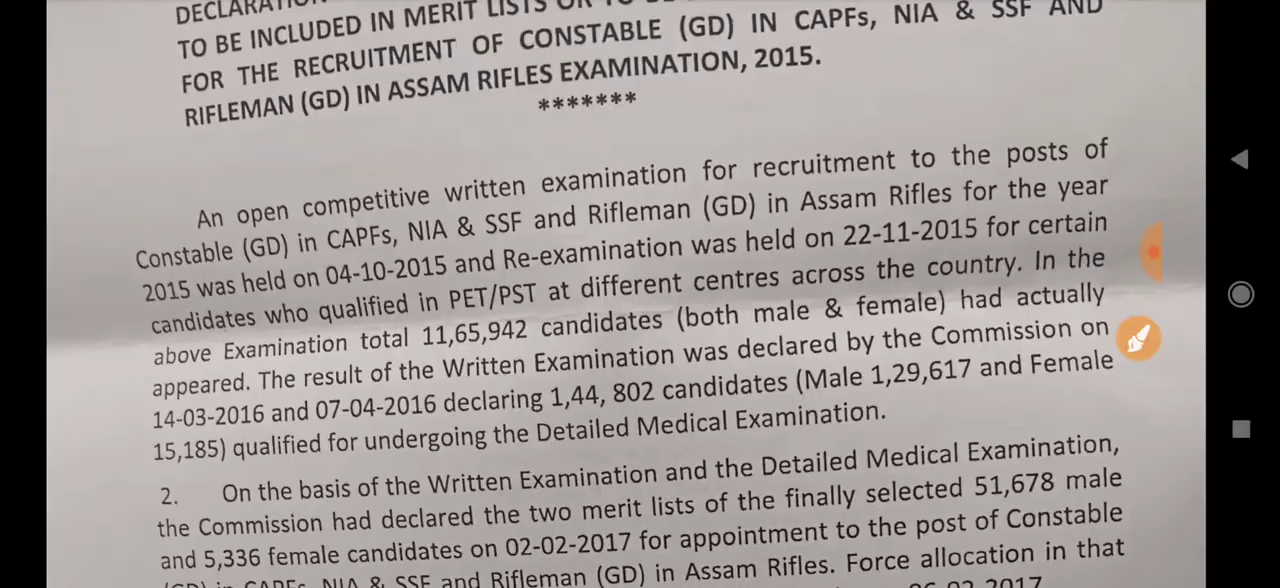 DECLARATION
TO BE INCLUDED IN MERIT LISTS OR TO BE
FOR THE RECRUITMENT OF CONSTABLE (GD) IN CAPFs, NIA & SSF AND
RIFLEMAN (GD) IN ASSAM RIFLES EXAMINATION, 2015.
*******
An open competitive written examination for recruitment to the posts of
Constable (GD) in CAPFs, NIA & SSF and Rifleman (GD) in Assam Rifles for the year
2015 was held on 04-10-2015 and Re-examination was held on 22-11-2015 for certain
candidates who qualified in PET/PST at different centres across the country. In the
above Examination total 11,65,942 candidates (both male & female) had actually
appeared. The result of the Written Examination was declared by the Commission on
14-03-2016 and 07-04-2016 declaring 1,44, 802 candidates (Male 1,29,617 and Female
15,185) qualified for undergoing the Detailed Medical Examination.
2. On the basis of the Written Examination and the Detailed Medical Examination,
the Commission had declared the two merit lists of the finally selected 51,678 male
and 5,336 female candidates on 02-02-2017 for appointment to the post of Constable
(GD) in CAPFs, NIA & SSF and Rifleman (GD) in Assam Rifles. Force allocation in that